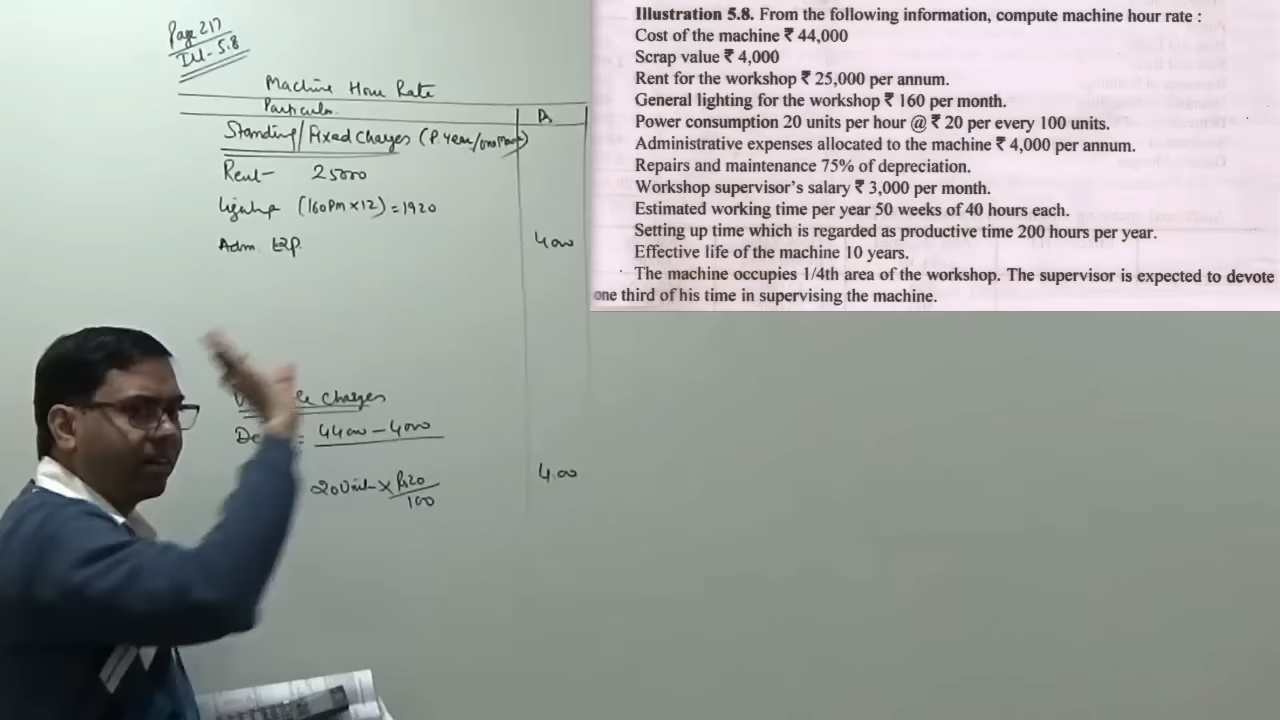 Page 217
Ill - 5.8
Machine Hour Rate
Particular
Standing/Fixed Charges (P. Year/
Rent 25000
(160PM x 12) = 1920
Adm. Exp. 4000
Charges
De = 44000 - 4000
20 Unit x Rs20 4.00
100
Illustration 5.8. From the following information, compute machine hour rate :
Cost of the machine ₹ 44,000
Scrap value ₹ 4,000
Rent for the workshop ₹ 25,000 per annum.
General lighting for the workshop ₹ 160 per month.
Power consumption 20 units per hour @ ₹ 20 per every 100 units.
Administrative expenses allocated to the machine ₹ 4,000 per annum.
Repairs and maintenance 75% of depreciation.
Workshop supervisor's salary ₹ 3,000 per month.
Estimated working time per year 50 weeks of 40 hours each.
Setting up time which is regarded as productive time 200 hours per year.
Effective life of the machine 10 years.
The machine occupies 1/4th area of the workshop. The supervisor is expected to devote
one third of his time in supervising the machine.